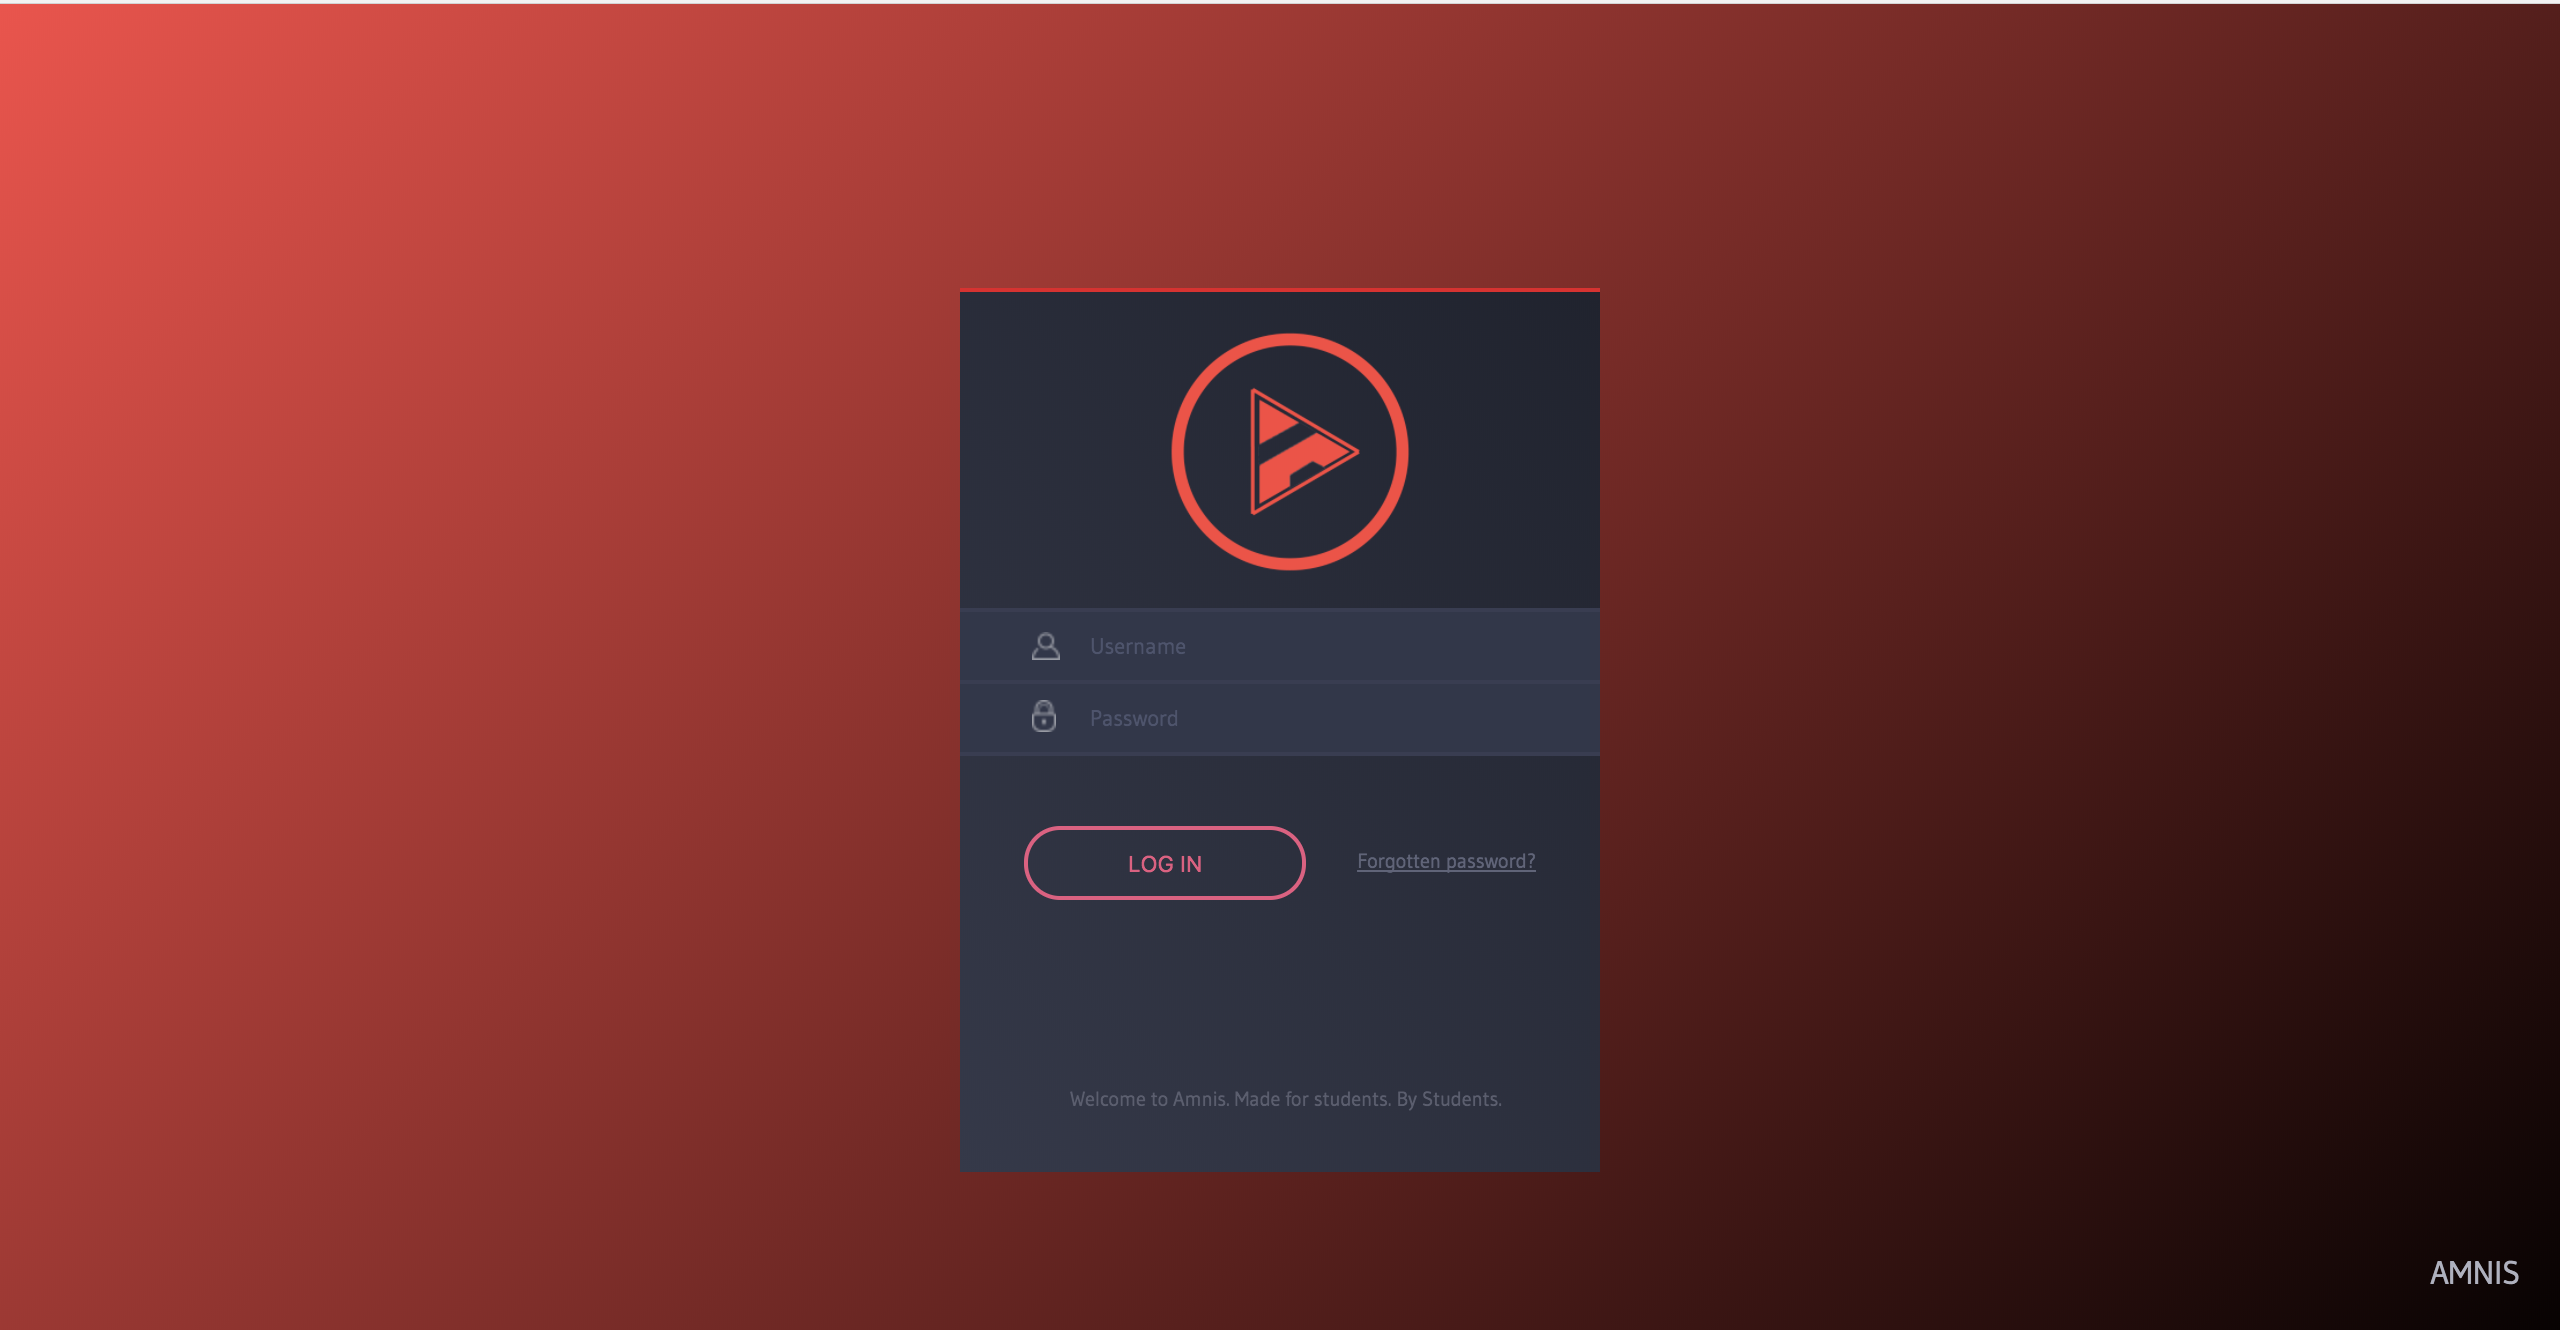 Username
Password
LOG IN
Forgotten password?
Welcome to Amnis. Made for students. By Students.
AMNIS